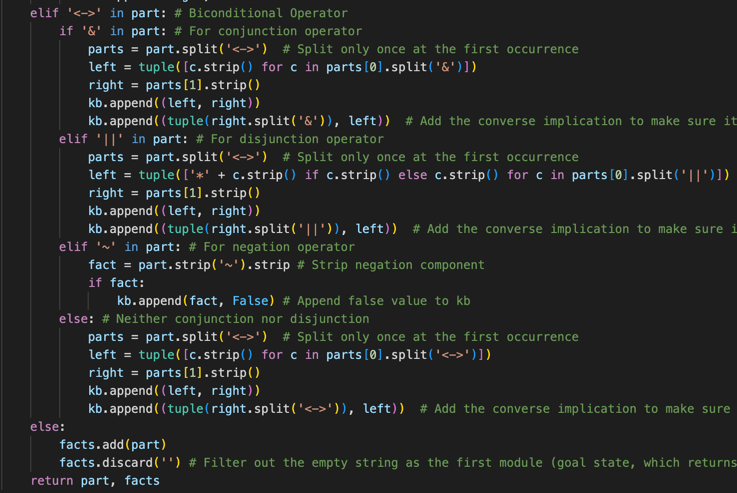 elif '<->' in part: # Biconditional Operator
if '&' in part: # For conjunction operator
parts = part.split('<->')  # Split only once at the first occurrence
left = tuple([c.strip() for c in parts[0].split('&')])
right = parts[1].strip()
kb.append((left, right))
kb.append((tuple(right.split('&')), left))  # Add the converse implication to make sure it
elif '||' in part: # For disjunction operator
parts = part.split('<->')  # Split only once at the first occurrence
left = tuple(['*' + c.strip() if c.strip() else c.strip() for c in parts[0].split('||')])
right = parts[1].strip()
kb.append((left, right))
kb.append((tuple(right.split('||')), left))  # Add the converse implication to make sure i
elif '~' in part: # For negation operator
fact = part.strip('~').strip # Strip negation component
if fact:
kb.append(fact, False) # Append false value to kb
else: # Neither conjunction nor disjunction
parts = part.split('<->')  # Split only once at the first occurrence
left = tuple([c.strip() for c in parts[0].split('<->')])
right = parts[1].strip()
kb.append((left, right))
kb.append((tuple(right.split('<->')), left))  # Add the converse implication to make sure
else:
facts.add(part)
facts.discard('') # Filter out the empty string as the first module (goal state, which returns
return part, facts